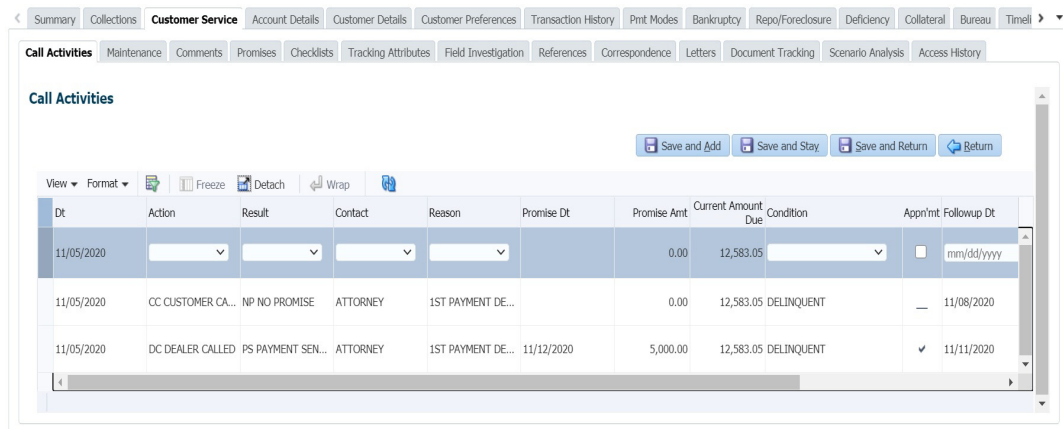 Summary Collections Customer Service Account Details Customer Details Customer Preferences Transaction History Pmt Modes Bankruptcy Repo/Foreclosure Deficiency Collateral Bureau Timeli
Call Activities Maintenance Comments Promises Checklists Tracking Attributes Field Investigation References Correspondence Letters Document Tracking Scenario Analysis Access History
Call Activities
Save and Add Save and Stay Save and Return Return
View Format Freeze Detach Wrap
Dt Action Result Contact Reason Promise Dt Promise Amt Current Amount Due Condition Appn'mt Followup Dt
11/05/2020 0.00 12,583.05 mm/dd/yyyy
11/05/2020 CC CUSTOMER CA... NP NO PROMISE ATTORNEY 1ST PAYMENT DE... 0.00 12,583.05 DELINQUENT 11/08/2020
11/05/2020 DC DEALER CALLED PS PAYMENT SEN... ATTORNEY 1ST PAYMENT DE... 11/12/2020 5,000.00 12,583.05 DELINQUENT 11/11/2020